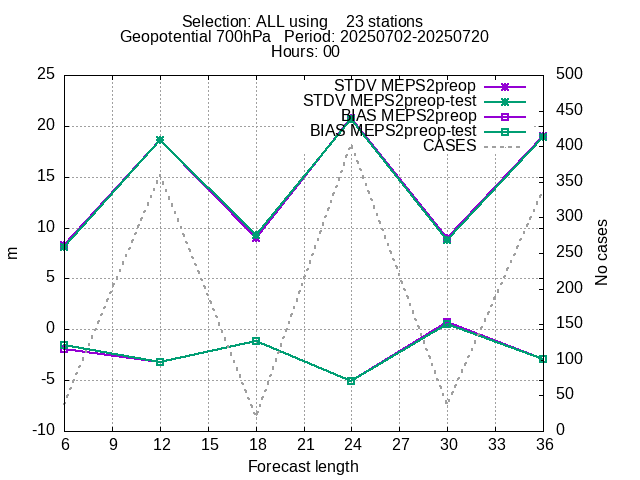 Selection: ALL using    23 stations
Geopotential 700hPa   Period: 20250702-20250720
Hours: 00
STDV MEPS2preop
STDV MEPS2preop-test
BIAS MEPS2preop
BIAS MEPS2preop-test
CASES
25
20
15
10
5
0
-5
-10
m
500
450
400
350
300
250
200
150
100
50
0
No cases
6 9 12 15 18 21 24 27 30 33 36
Forecast length